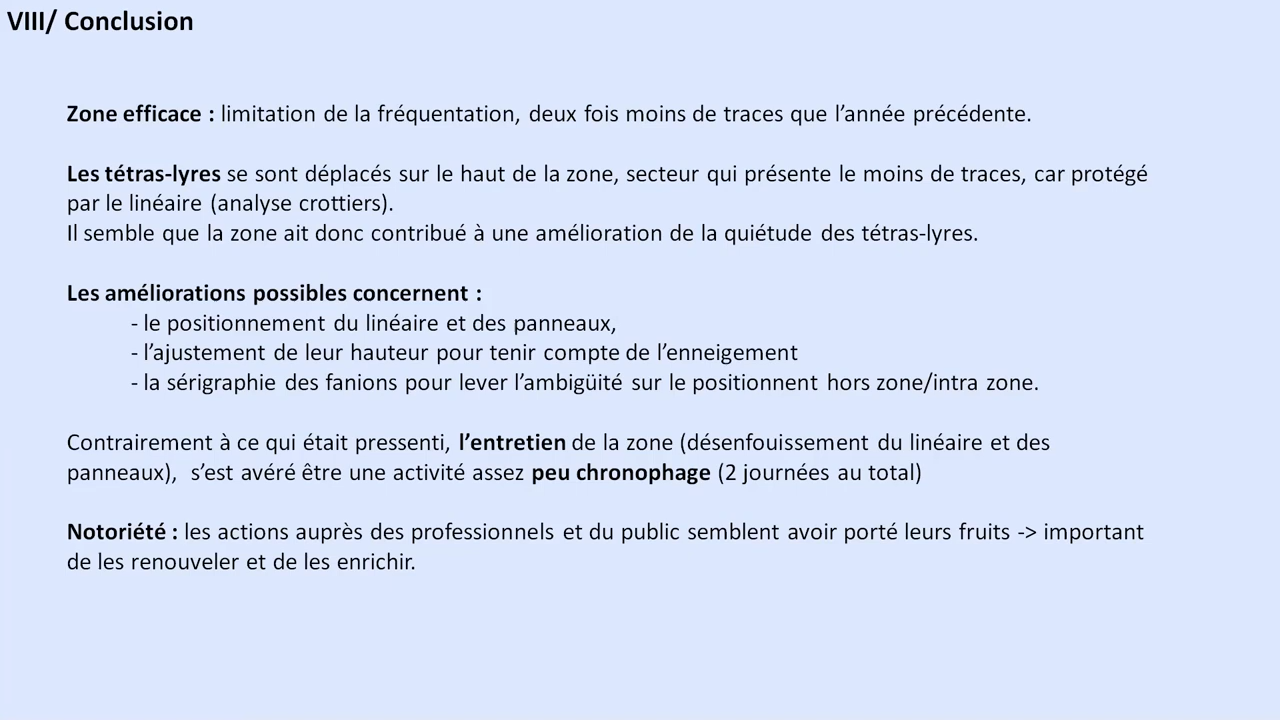 VIII/ Conclusion
Zone efficace : limitation de la fréquentation, deux fois moins de traces que l’année précédente.
Les tétras-lyres se sont déplacés sur le haut de la zone, secteur qui présente le moins de traces, car protégé
par le linéaire (analyse crottiers).
Il semble que la zone ait donc contribué à une amélioration de la quiétude des tétras-lyres.
Les améliorations possibles concernent :
- le positionnement du linéaire et des panneaux,
- l’ajustement de leur hauteur pour tenir compte de l’enneigement
- la sérigraphie des fanions pour lever l’ambigüité sur le positionnent hors zone/intra zone.
Contrairement à ce qui était pressenti, l’entretien de la zone (désenfouissement du linéaire et des
panneaux), s’est avéré être une activité assez peu chronophage (2 journées au total)
Notoriété : les actions auprès des professionnels et du public semblent avoir porté leurs fruits -> important
de les renouveler et de les enrichir.